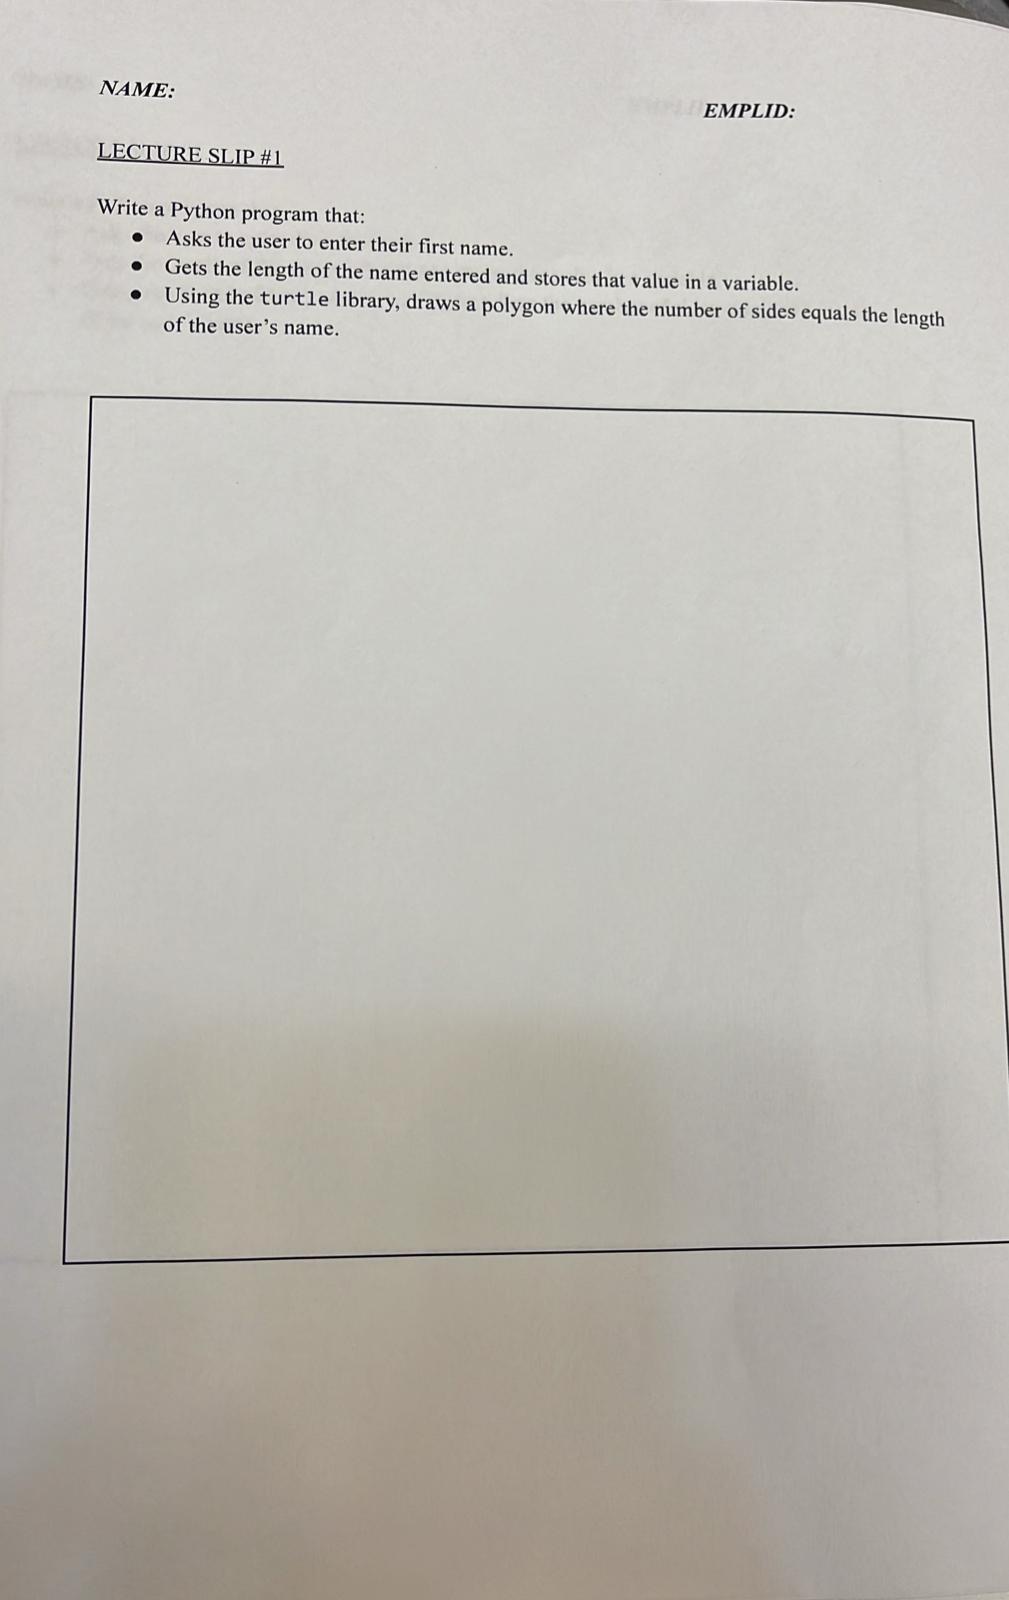 NAME:
EMPLID:
LECTURE SLIP #1
Write a Python program that:
● Asks the user to enter their first name.
● Gets the length of the name entered and stores that value in a variable.
● Using the turtle library, draws a polygon where the number of sides equals the length
of the user’s name.